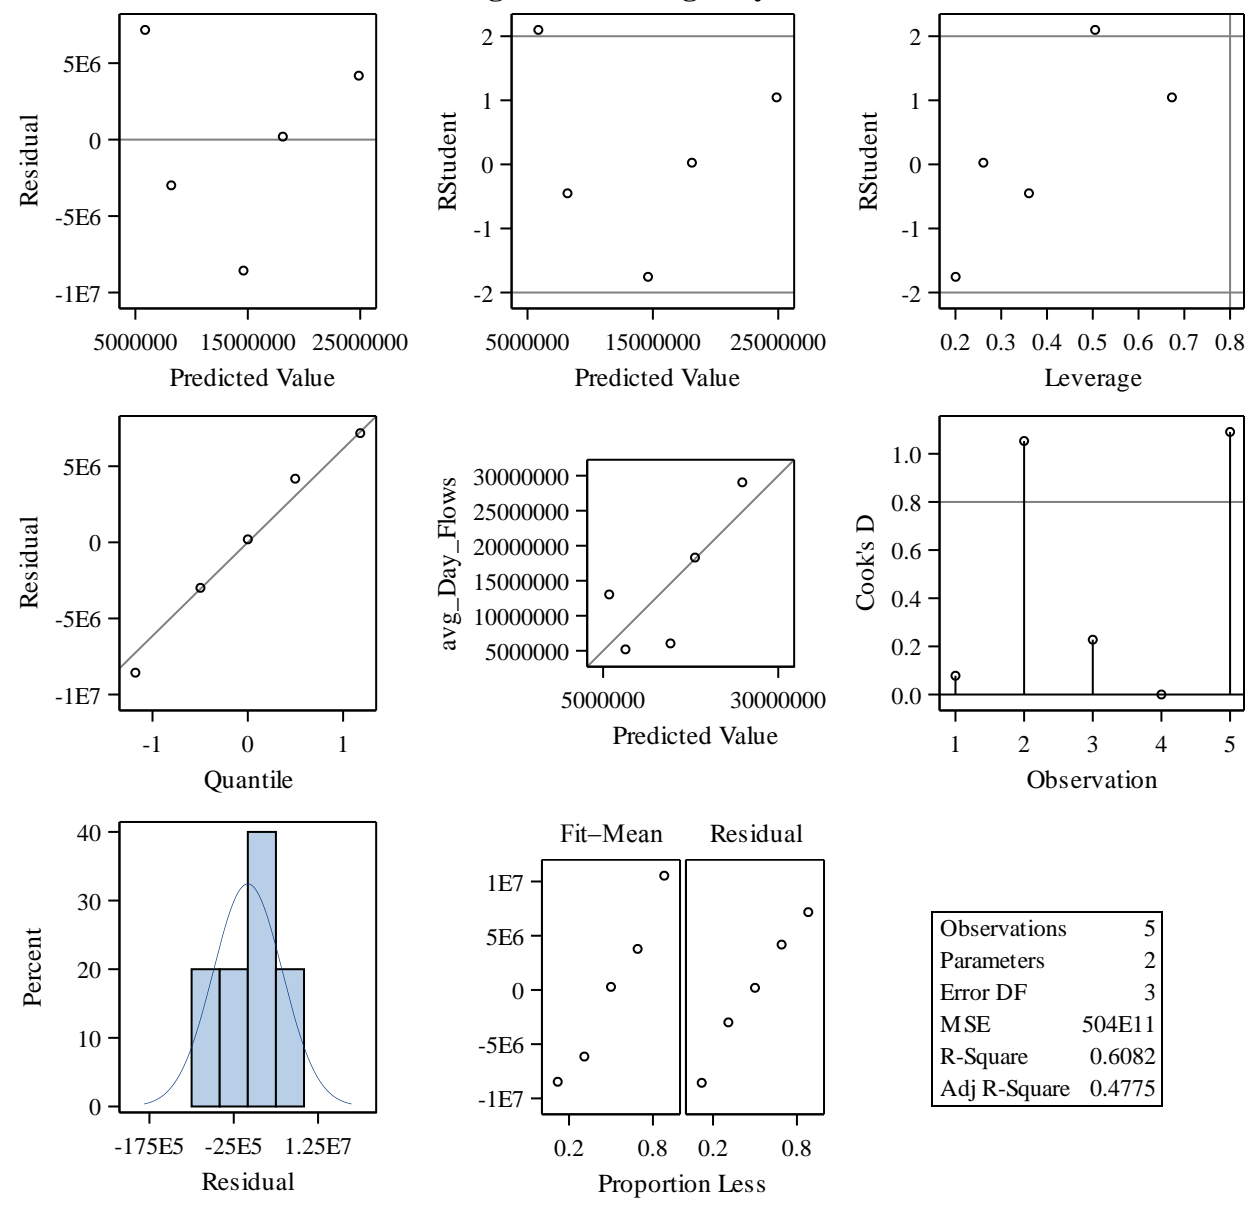 5E6
0
-5E6
-1E7
Residual
5000000 15000000 25000000
Predicted Value
2
1
0
-1
-2
RStudent
5000000 15000000 25000000
Predicted Value
2
1
0
-1
-2
RStudent
0.2 0.3 0.4 0.5 0.6 0.7 0.8
Leverage
5E6
0
-5E6
-1E7
Residual
-1 0 1
Quantile
30000000
25000000
20000000
15000000
10000000
5000000
avg_Day_Flows
5000000 30000000
Predicted Value
1.0
0.8
0.6
0.4
0.2
0.0
Cook's D
1 2 3 4 5
Observation
40
30
20
10
0
Percent
-175E5 -25E5 1.25E7
Residual
Fit–Mean Residual
1E7
5E6
0
-5E6
-1E7
0.2 0.8 0.2 0.8
Proportion Less
Observations 5
Parameters 2
Error DF 3
MSE 504E11
R-Square 0.6082
Adj R-Square 0.4775